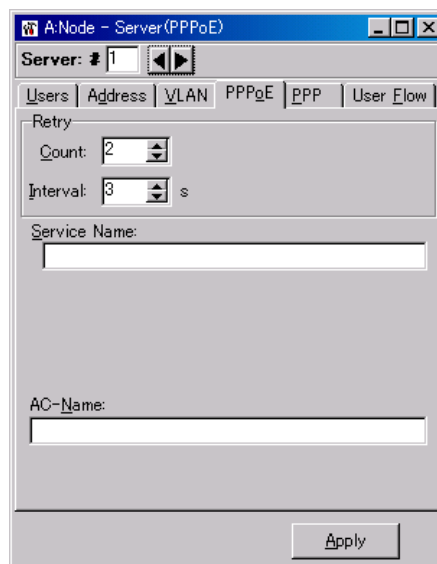 A:Node - Server(PPPoE)
Server: # 1
Users Address VLAN PPPoE PPP User Flow
Retry
Count: 2
Interval: 3 s
Service Name:
AC-Name:
Apply